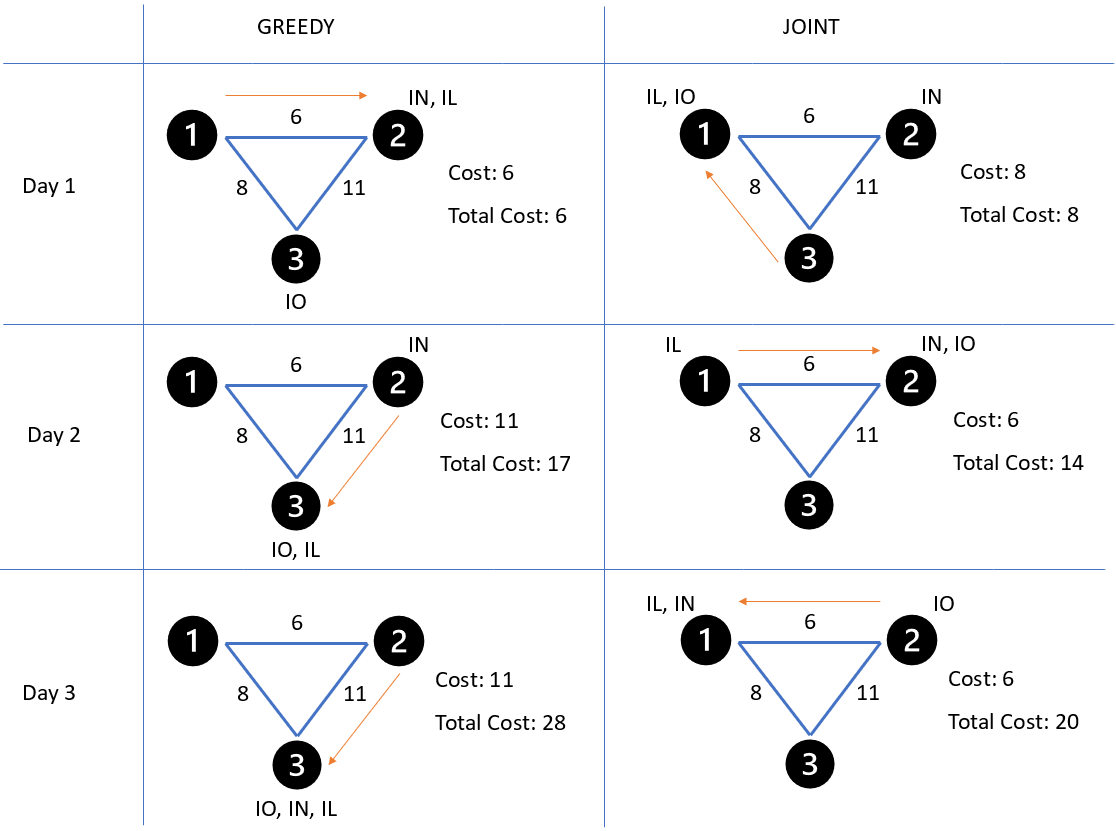 GREEDY
JOINT
Day 1
IN, IL
6
1
2
8
11
Cost: 6
Total Cost: 6
3
IO
IL, IO
IN
6
1
2
8
11
Cost: 8
Total Cost: 8
3
Day 2
IN
6
1
2
8
11
Cost: 11
Total Cost: 17
3
IO, IL
IL
IN, IO
6
1
2
8
11
Cost: 6
Total Cost: 14
3
Day 3
6
1
2
8
11
Cost: 11
Total Cost: 28
3
IO, IN, IL
IL, IN
IO
6
1
2
8
11
Cost: 6
Total Cost: 20
3